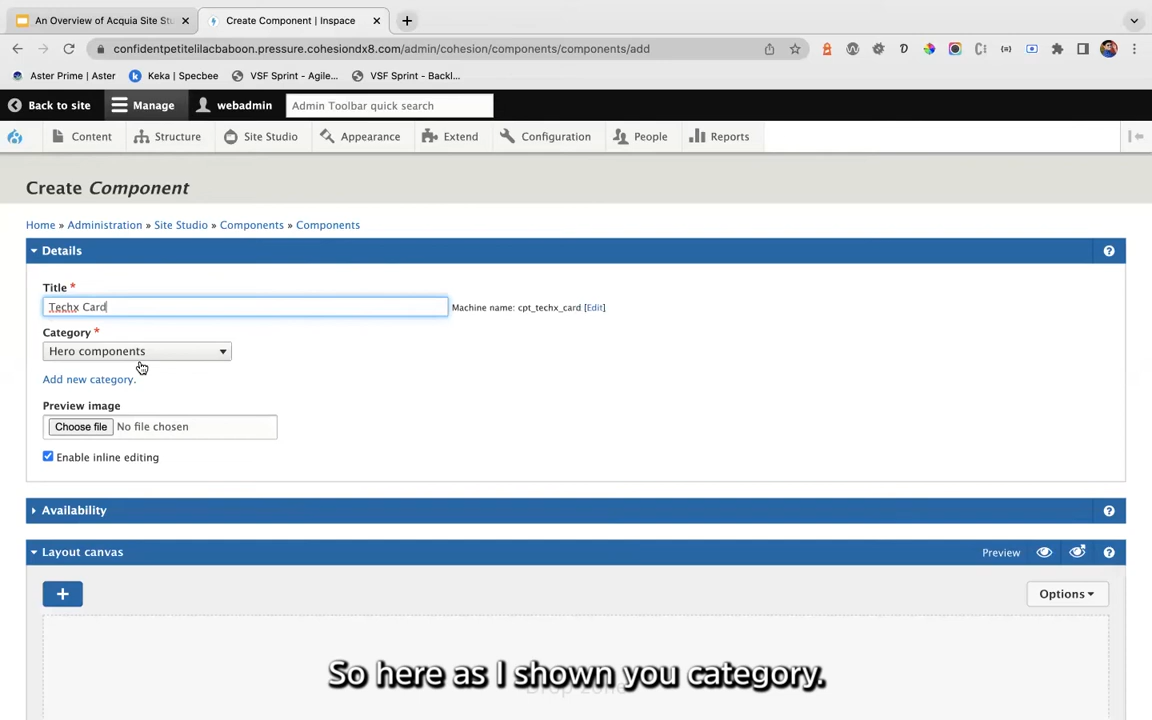 An Overview of Acquia Site Stu
Create Component | Inspace
confidentpetitelilacbaboon.pressure.cohesiondx8.com/admin/cohesion/components/components/add
Aster Prime | Aster
Keka | Specbee
VSF Sprint - Agile...
VSF Sprint - Backl...
Back to site
Manage
webadmin
Admin Toolbar quick search
Content
Structure
Site Studio
Appearance
Extend
Configuration
People
Reports
Create Component
Home » Administration » Site Studio » Components » Components
Details
Title *
Techx Card
Machine name: cpt_techx_card [Edit]
Category *
Hero components
Add new category.
Preview image
Choose file No file chosen
Enable inline editing
Availability
Layout canvas
Preview
+
Options
So here as I shown you category.